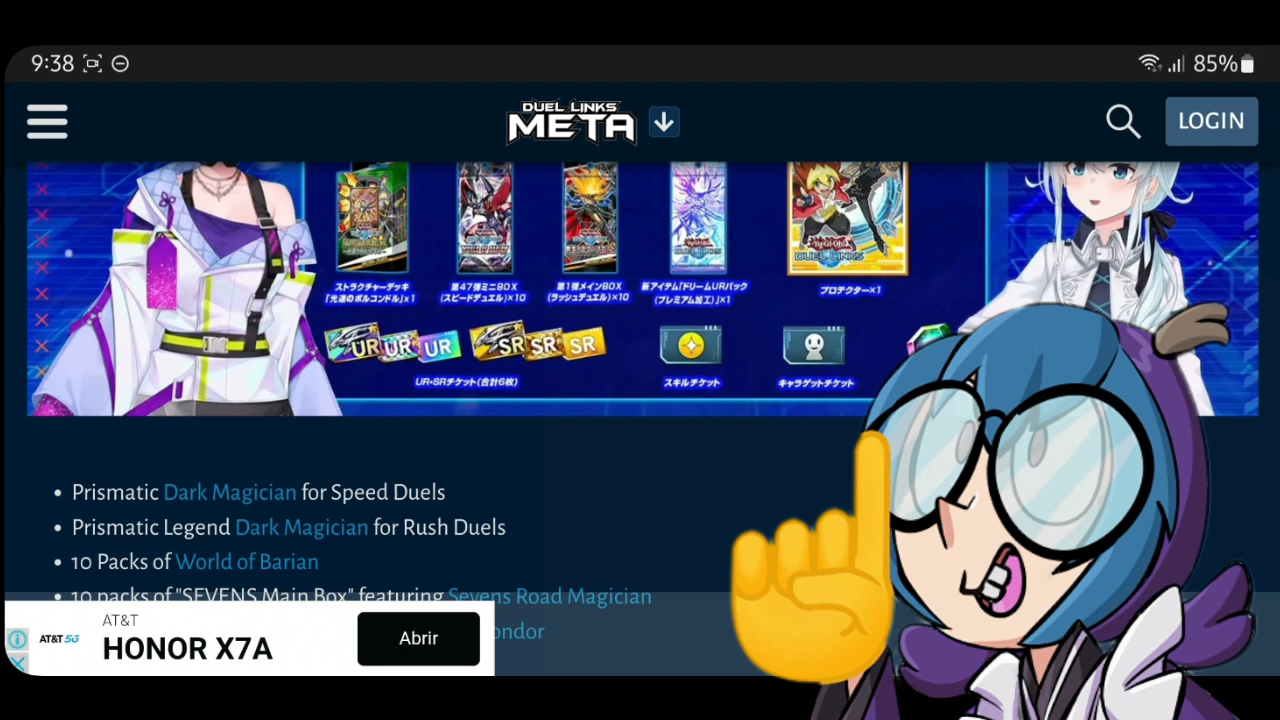 9:38
85%
DUEL LINKS
META
LOGIN
ストラクチャーデッキ
「光遠のボルコンドル」×1
第47弾ミニBOX
(スピードデュエル)×10
第1弾メインBOX
(ラッシュデュエル)×10
新アイテム「ドリームURパック
(プレミアム加工)」×1
プロテクター×1
Yu-Gi-Oh!
DUEL LINKS
UR UR UR
SR SR SR
UR・SRチケット(合計6枚)
スキルチケット
キャラゲットチケット
• Prismatic Dark Magician for Speed Duels
• Prismatic Legend Dark Magician for Rush Duels
• 10 Packs of World of Barian
• 10 packs of "SEVENS Main Box" featuring Sevens Road Magician
ondor
AT&T 5G
AT&T
HONOR X7A
Abrir